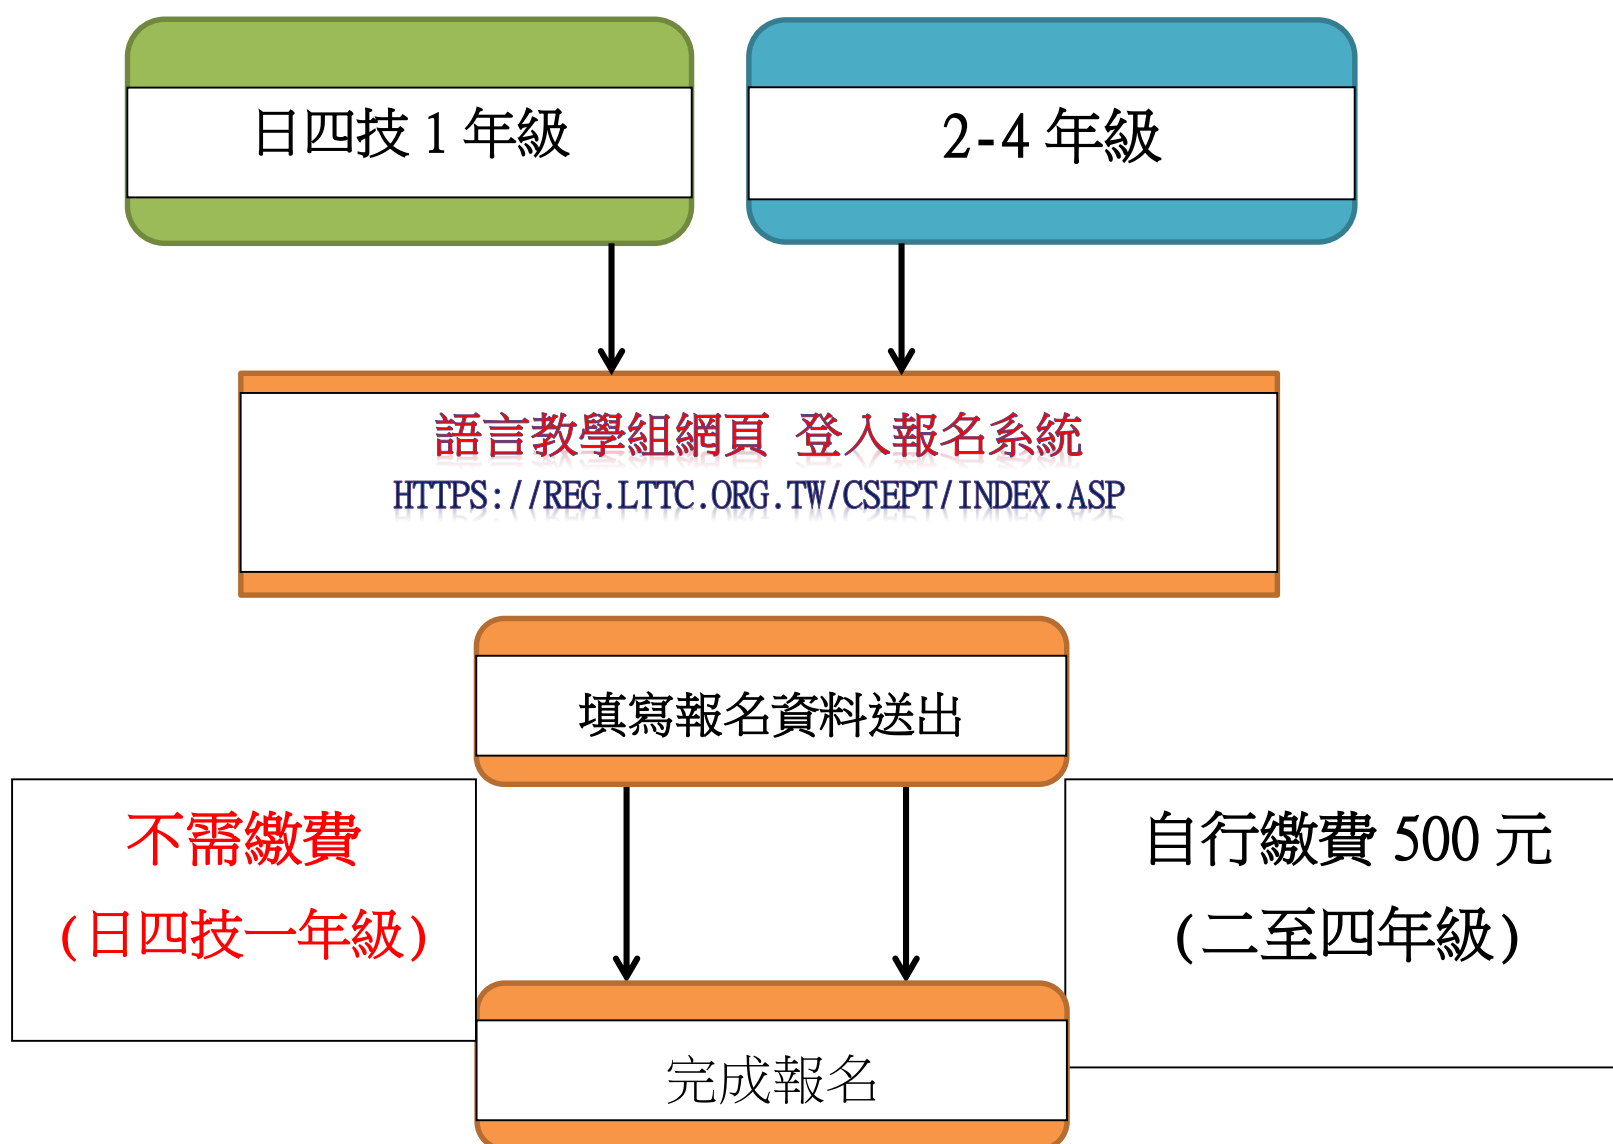 日四技 1 年級
2-4 年級
語言教學組網頁 登入報名系統
HTTPS://REG.LTTC.ORG.TW/CSEPT/INDEX.ASP
填寫報名資料送出
不需繳費
(日四技一年級)
自行繳費 500 元
(二至四年級)
完成報名